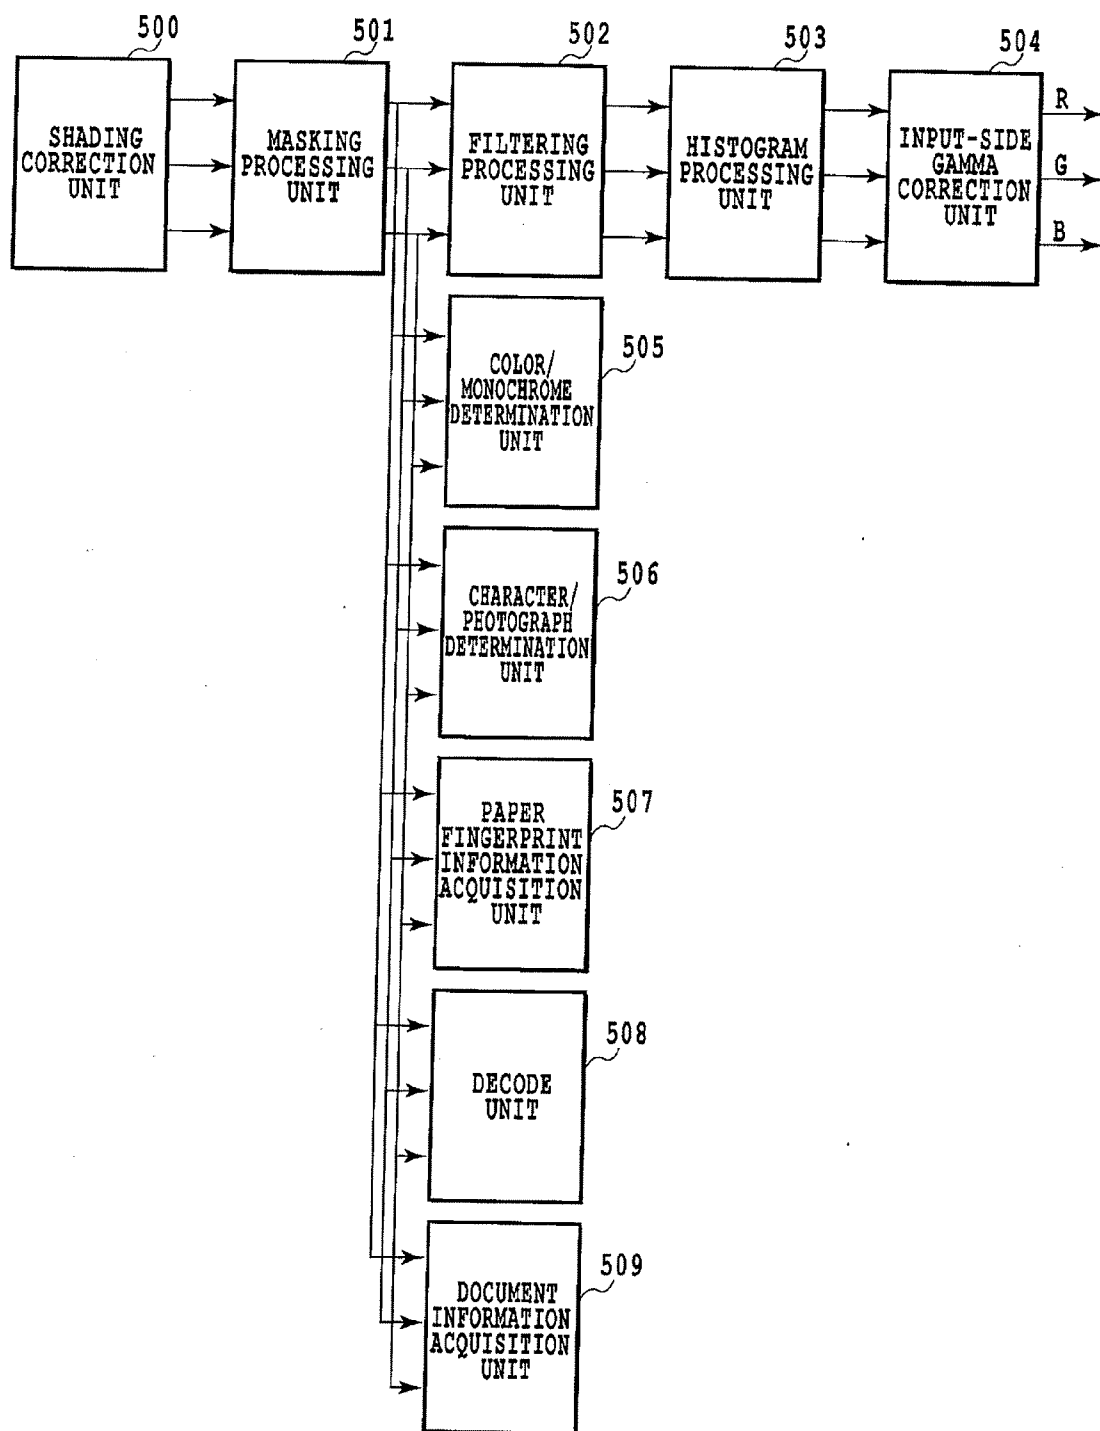 500
501
502
503
504
SHADING
CORRECTION
UNIT
MASKING
PROCESSING
UNIT
FILTERING
PROCESSING
UNIT
HISTOGRAM
PROCESSING
UNIT
INPUT-SIDE
GAMMA
CORRECTION
UNIT
R
G
B
505
COLOR/
MONOCHROME
DETERMINATION
UNIT
506
CHARACTER/
PHOTOGRAPH
DETERMINATION
UNIT
507
PAPER
FINGERPRINT
INFORMATION
ACQUISITION
UNIT
508
DECODE
UNIT
509
DOCUMENT
INFORMATION
ACQUISITION
UNIT